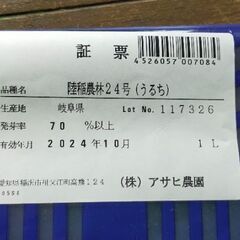 証票
4526057007084
品種名 陸稲農林24号(うるち)
生産地 岐阜県 Lot No. 117326
発芽率 70 %以上
有効年月 2024年10月 1L
愛知県稲沢市祖父江町高熊124 (株)アサヒ農園